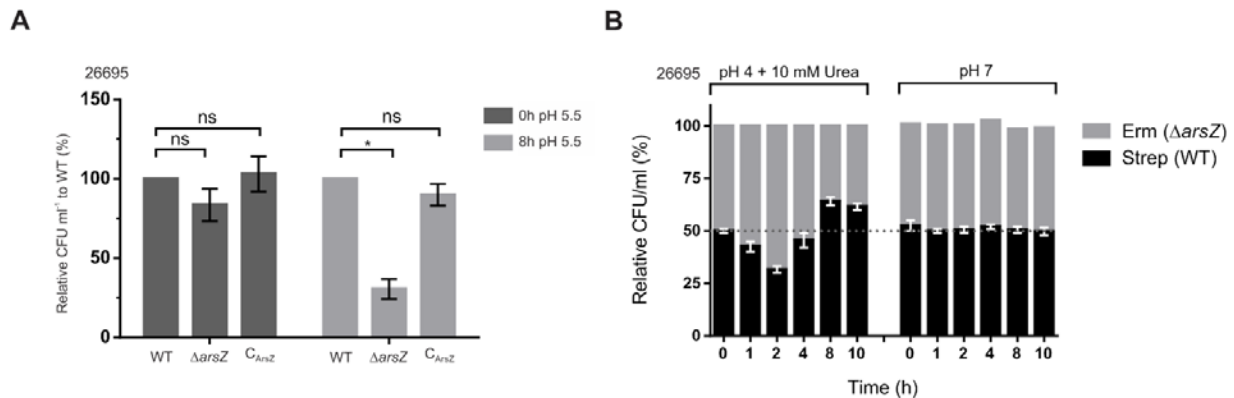 A
26695
Relative CFU ml⁻¹ to WT (%)
150
100
50
0
ns
ns
ns
*
0h pH 5.5
8h pH 5.5
WT
ΔarsZ
C_ArsZ
WT
ΔarsZ
C_ArsZ
B
26695
pH 4 + 10 mM Urea
pH 7
Relative CFU/ml (%)
100
75
50
25
0
Erm (ΔarsZ)
Strep (WT)
0 1 2 4 8 10 0 1 2 4 8 10
Time (h)